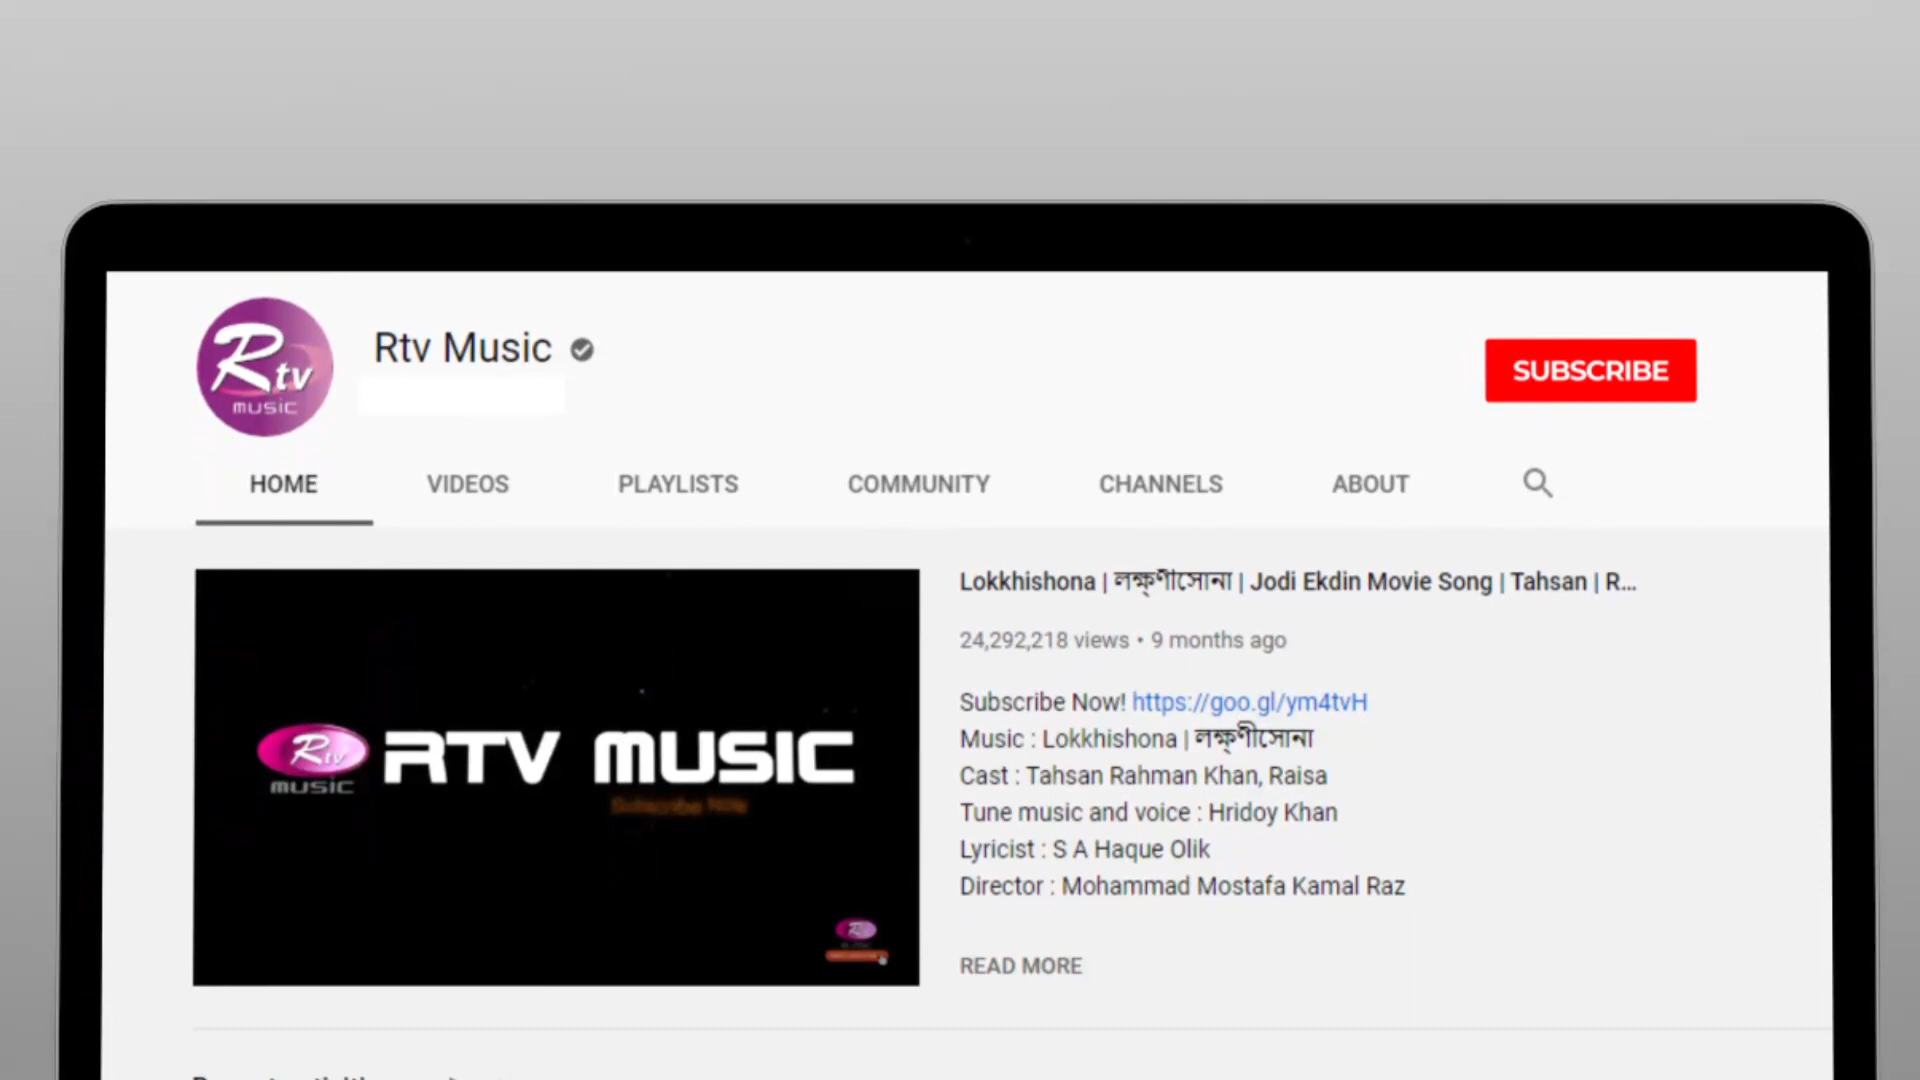 Rtv
MUSIC
Rtv Music
SUBSCRIBE
HOME VIDEOS PLAYLISTS COMMUNITY CHANNELS ABOUT
Lokkhishona | লক্ষ্ণীসোনা | Jodi Ekdin Movie Song | Tahsan | R...
24,292,218 views • 9 months ago
Subscribe Now! https://goo.gl/ym4tvH
Music : Lokkhishona | লক্ষ্ণীসোনা
Cast : Tahsan Rahman Khan, Raisa
Tune music and voice : Hridoy Khan
Lyricist : S A Haque Olik
Director : Mohammad Mostafa Kamal Raz
READ MORE
Rtv
MUSIC
RTV MUSIC
Subscribe Now